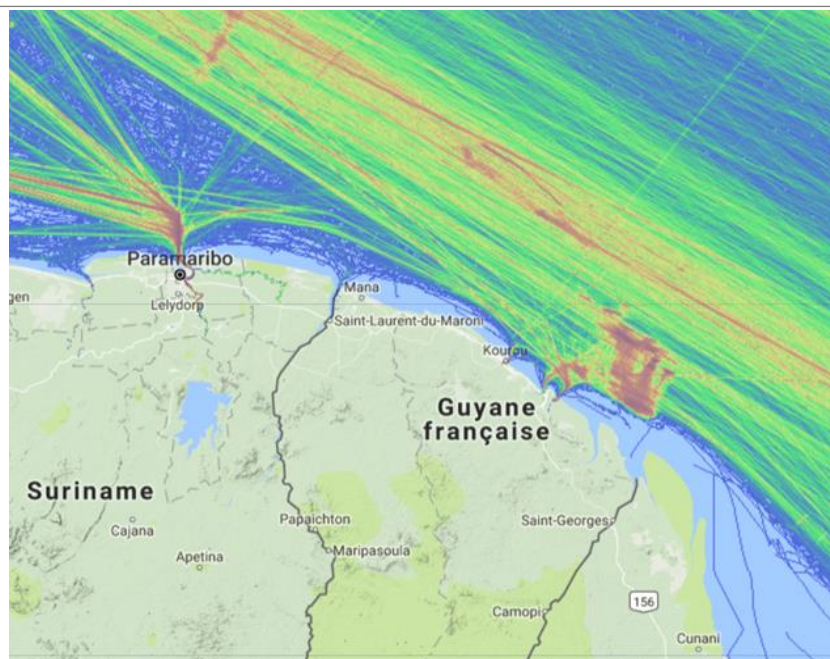 Paramaribo
gen
Lelydorp
Mana
Saint-Laurent-du-Maroni
Kourou
Guyane
française
Suriname
Papaichton
Saint-Georges
Cajana
Maripasoula
Apetina
156
Camopi
Cunani